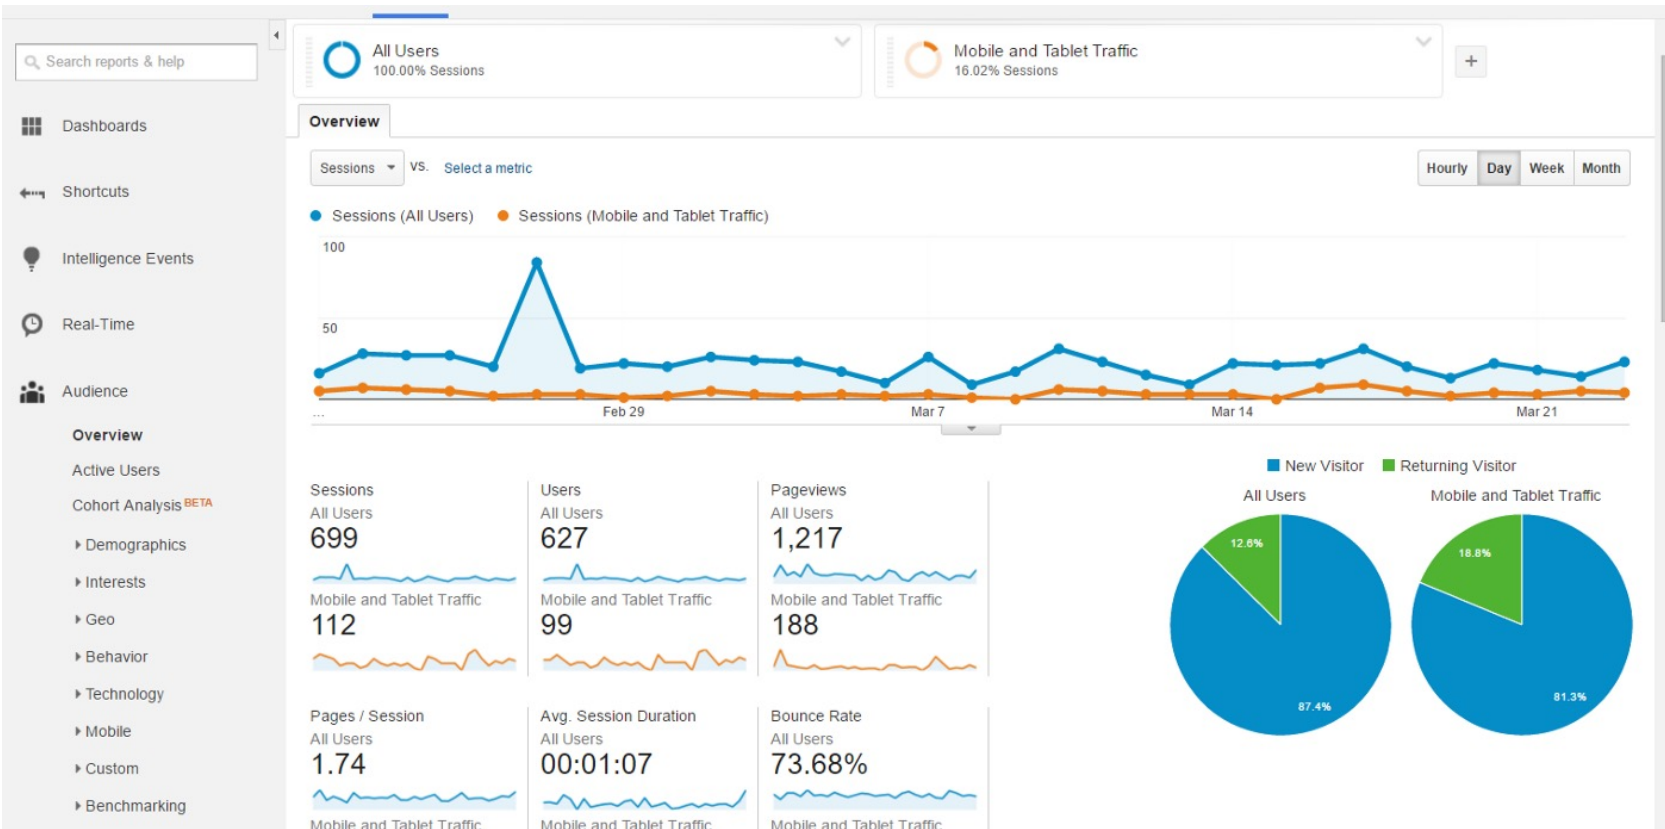 Search reports & help
Dashboards
Shortcuts
Intelligence Events
Real-Time
Audience
Overview
Active Users
Cohort Analysis BETA
Demographics
Interests
Geo
Behavior
Technology
Mobile
Custom
Benchmarking
All Users
100.00% Sessions
Mobile and Tablet Traffic
16.02% Sessions
+
Overview
Sessions VS. Select a metric
Hourly Day Week Month
Sessions (All Users) Sessions (Mobile and Tablet Traffic)
100
50
... Feb 29 Mar 7 Mar 14 Mar 21
Sessions
All Users
699
Mobile and Tablet Traffic
112
Users
All Users
627
Mobile and Tablet Traffic
99
Pageviews
All Users
1,217
Mobile and Tablet Traffic
188
Pages / Session
All Users
1.74
Mobile and Tablet Traffic
Avg. Session Duration
All Users
00:01:07
Mobile and Tablet Traffic
Bounce Rate
All Users
73.68%
Mobile and Tablet Traffic
New Visitor Returning Visitor
All Users
12.6%
87.4%
Mobile and Tablet Traffic
18.8%
81.3%